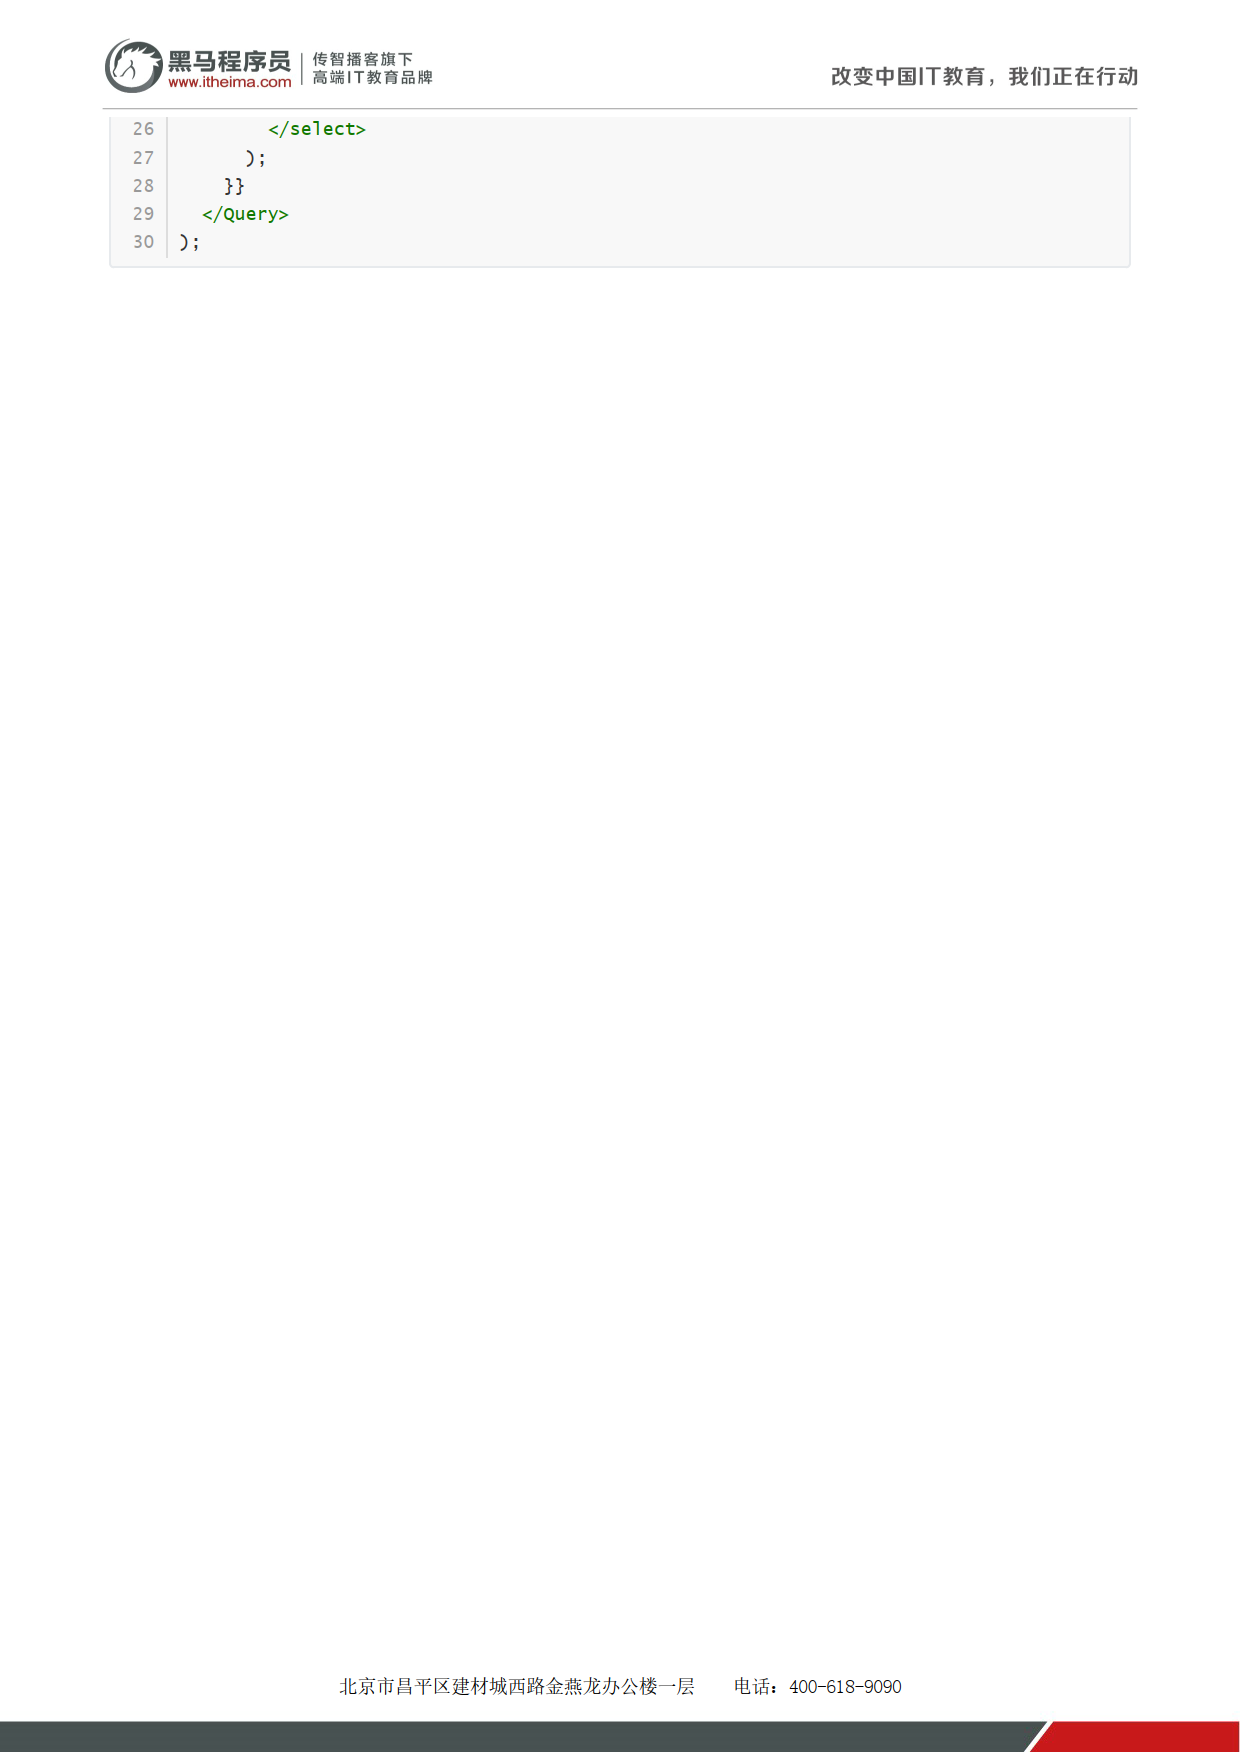 黑马程序员
www.itheima.com
传智播客旗下
高端IT教育品牌
改变中国IT教育，我们正在行动
26         </select>
27       );
28     }}
29   </Query>
30 );
北京市昌平区建材城西路金燕龙办公楼一层    电话：400-618-9090